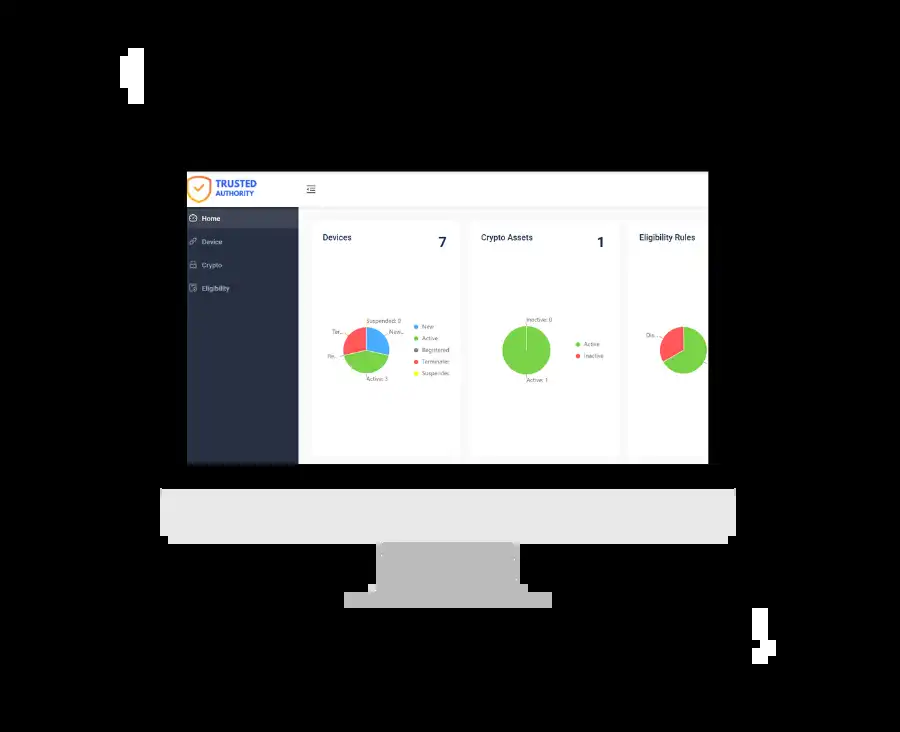 TRUSTED
AUTHORITY
Home
Device
Crypto
Eligibility
Devices
7
Suspended: 0
Ter...
New...
Active: 3
New
Active
Registered
Terminated
Suspended
Crypto Assets
1
Inactive: 0
Active: 1
Active
Inactive
Eligibility Rules
Dis...